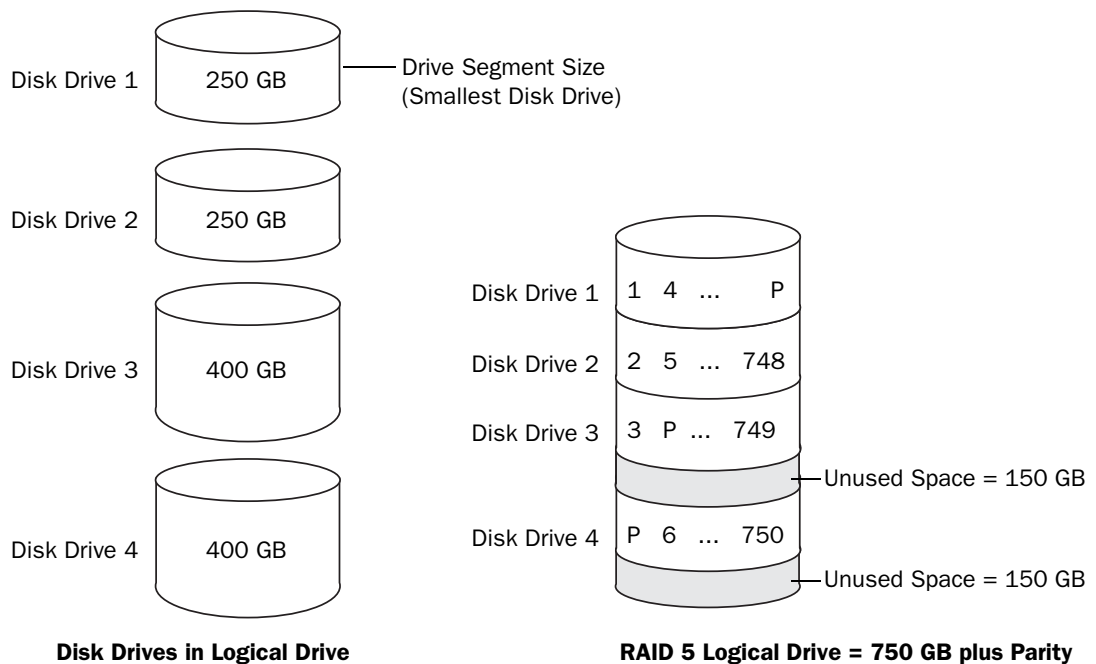 Disk Drive 1
250 GB
Drive Segment Size
(Smallest Disk Drive)
Disk Drive 2
250 GB
Disk Drive 3
400 GB
Disk Drive 4
400 GB
Disk Drives in Logical Drive
Disk Drive 1
1 4 ... P
Disk Drive 2
2 5 ... 748
Disk Drive 3
3 P ... 749
Unused Space = 150 GB
Disk Drive 4
P 6 ... 750
Unused Space = 150 GB
RAID 5 Logical Drive = 750 GB plus Parity